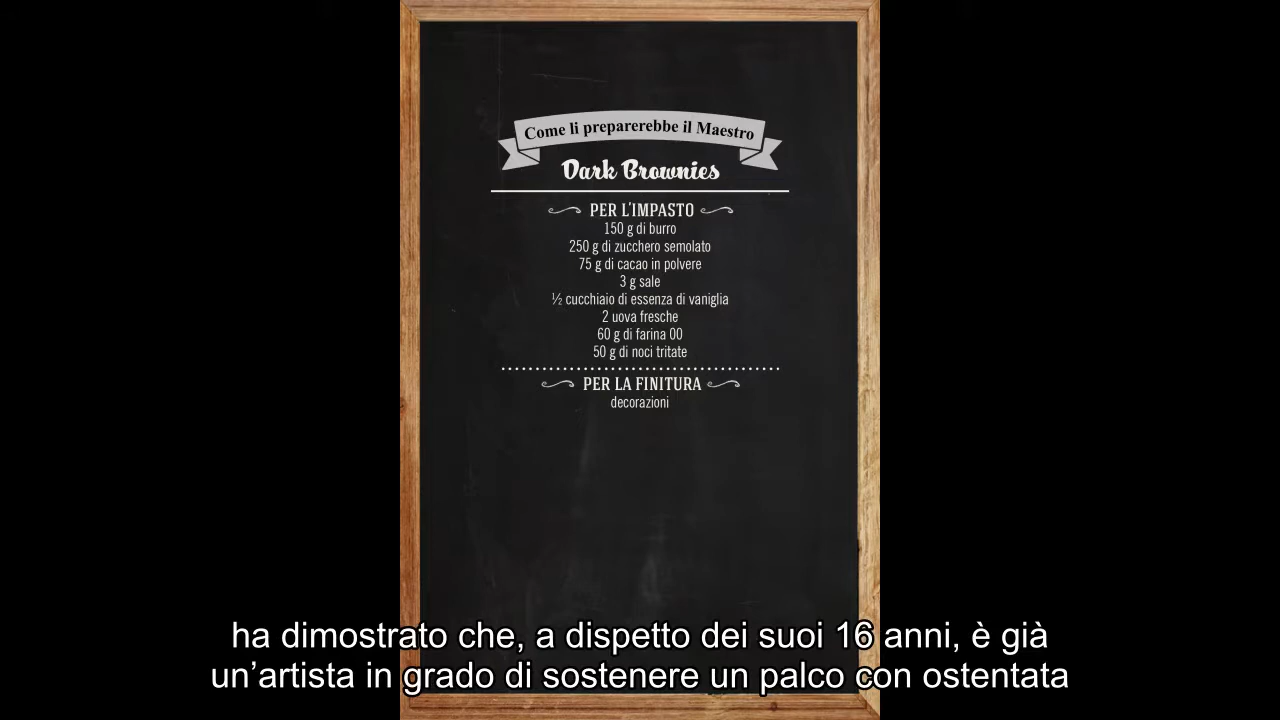 Come li preparerebbe il Maestro
Dark Brownies
PER L'IMPASTO
150 g di burro
250 g di zucchero semolato
75 g di cacao in polvere
3 g sale
½ cucchiaio di essenza di vaniglia
2 uova fresche
60 g di farina 00
50 g di noci tritate
PER LA FINITURA
decorazioni
ha dimostrato che, a dispetto dei suoi 16 anni, è già
un’artista in grado di sostenere un palco con ostentata